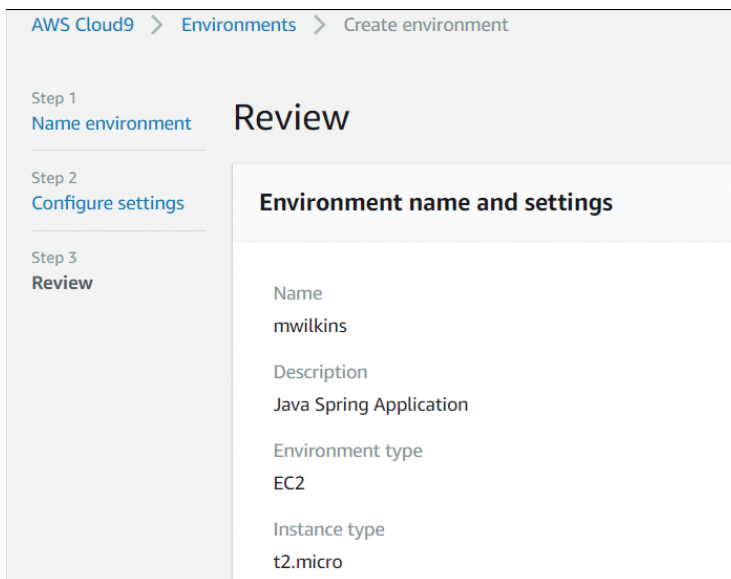 AWS Cloud9 > Environments > Create environment
Step 1
Name environment
Step 2
Configure settings
Step 3
Review
Review
Environment name and settings
Name
mwilkins
Description
Java Spring Application
Environment type
EC2
Instance type
t2.micro